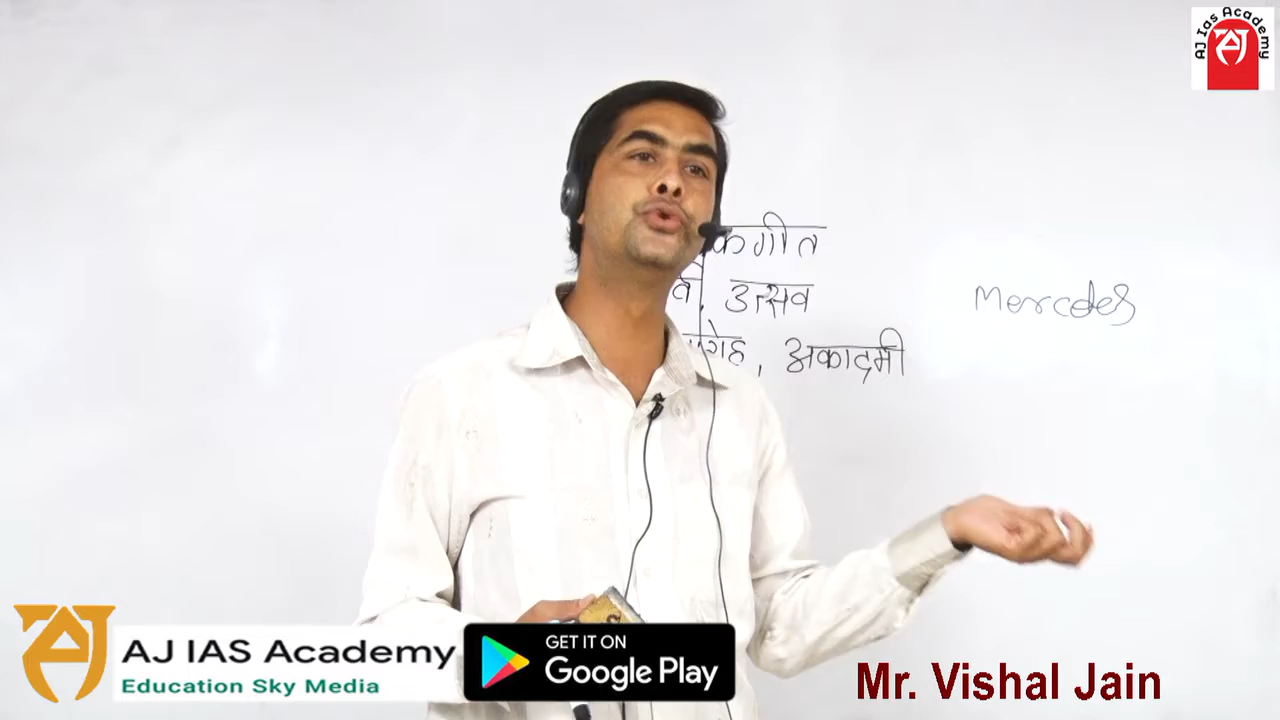 AJ Ias Academy
कगीत
उत्सव
, अकादमी
Mercedes
AJ IAS Academy
Education Sky Media
GET IT ON
Google Play
Mr. Vishal Jain